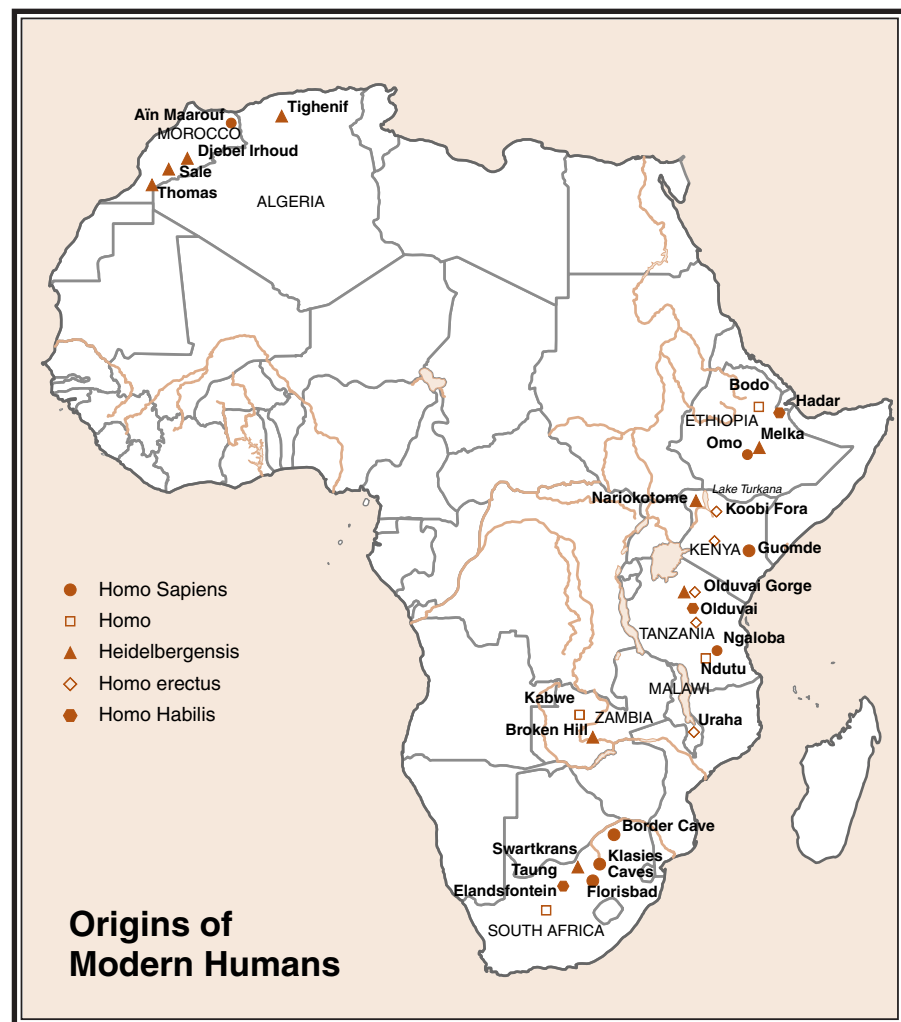 Tighenif
Aïn Maarouf
MOROCCO
Djebel Irhoud
Sale
Thomas
ALGERIA
Bodo
Hadar
ETHIOPIA
Melka
Omo
Lake Turkana
Nariokotome
Koobi Fora
KENYA
Guomde
Homo Sapiens
Homo
Heidelbergensis
Homo erectus
Homo Habilis
Olduvai Gorge
Olduvai
TANZANIA
Ngaloba
Ndutu
MALAWI
Kabwe
ZAMBIA
Uraha
Broken Hill
Border Cave
Swartkrans
Klasies
Caves
Taung
Elandsfontein
Florisbad
SOUTH AFRICA
Origins of
Modern Humans